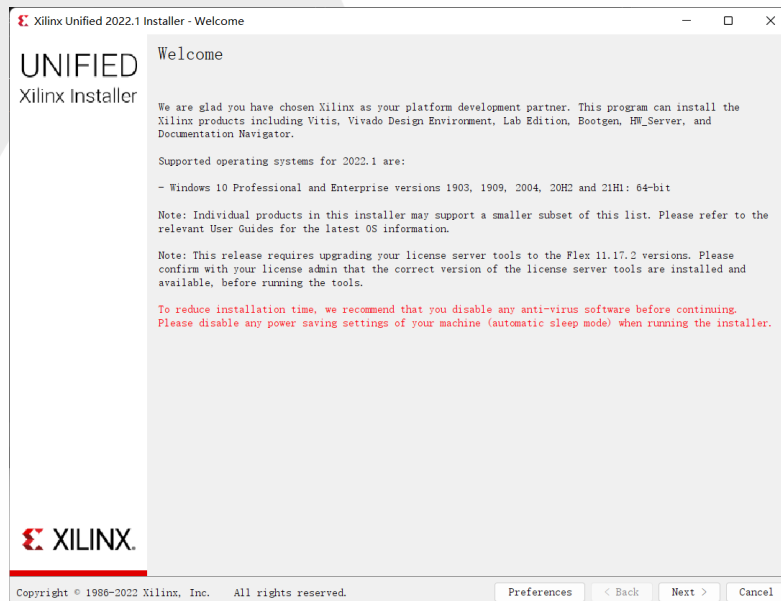 Xilinx Unified 2022.1 Installer - Welcome
UNIFIED
Xilinx Installer
Welcome
We are glad you have chosen Xilinx as your platform development partner. This program can install the
Xilinx products including Vitis, Vivado Design Environment, Lab Edition, Bootgen, HW_Server, and
Documentation Navigator.
Supported operating systems for 2022.1 are:
- Windows 10 Professional and Enterprise versions 1903, 1909, 2004, 20H2 and 21H1: 64-bit
Note: Individual products in this installer may support a smaller subset of this list. Please refer to the
relevant User Guides for the latest OS information.
Note: This release requires upgrading your license server tools to the Flex 11.17.2 versions. Please
confirm with your license admin that the correct version of the license server tools are installed and
available, before running the tools.
To reduce installation time, we recommend that you disable any anti-virus software before continuing.
Please disable any power saving settings of your machine (automatic sleep mode) when running the installer.
XILINX.
Copyright © 1986-2022 Xilinx, Inc. All rights reserved.
Preferences < Back Next > Cancel